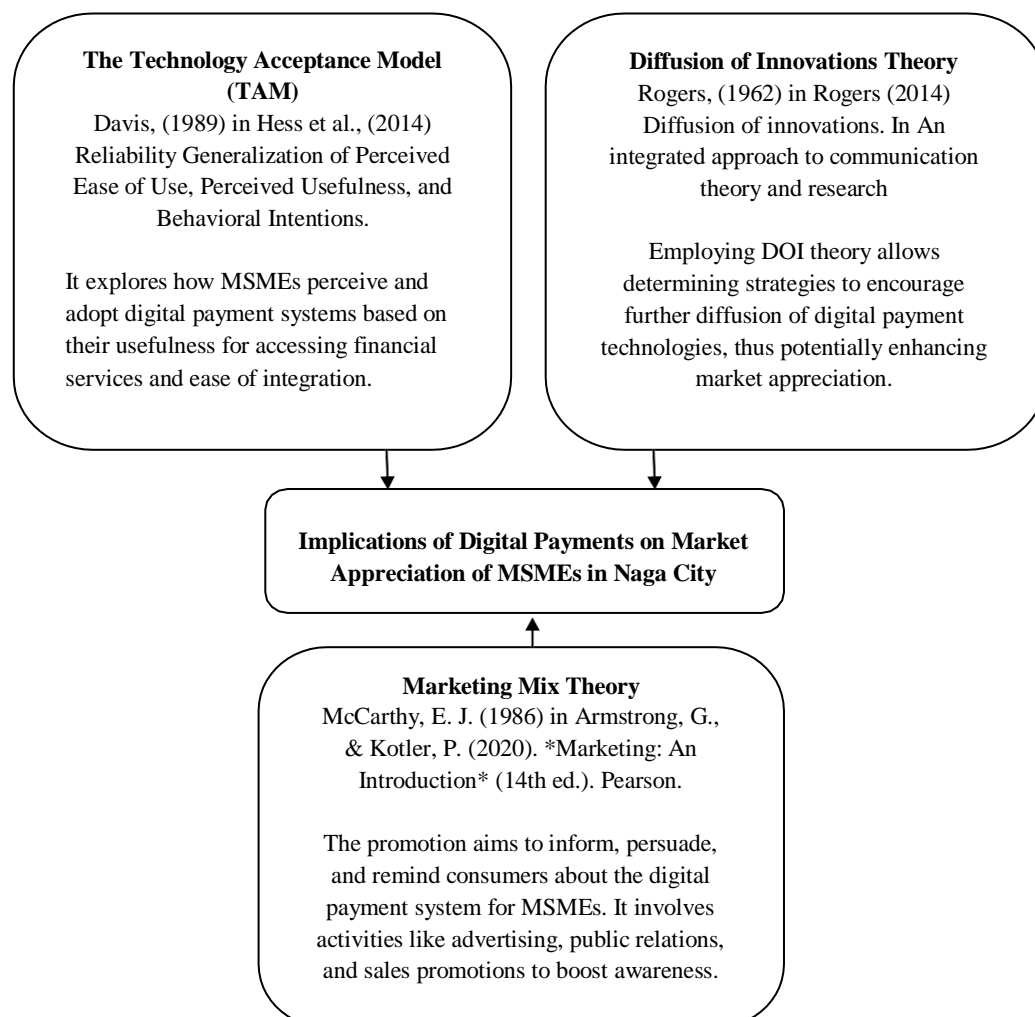 The Technology Acceptance Model
(TAM)
Davis, (1989) in Hess et al., (2014)
Reliability Generalization of Perceived
Ease of Use, Perceived Usefulness, and
Behavioral Intentions.
It explores how MSMEs perceive and
adopt digital payment systems based on
their usefulness for accessing financial
services and ease of integration.
Diffusion of Innovations Theory
Rogers, (1962) in Rogers (2014)
Diffusion of innovations. In An
integrated approach to communication
theory and research
Employing DOI theory allows
determining strategies to encourage
further diffusion of digital payment
technologies, thus potentially enhancing
market appreciation.
Implications of Digital Payments on Market
Appreciation of MSMEs in Naga City
Marketing Mix Theory
McCarthy, E. J. (1986) in Armstrong, G.,
& Kotler, P. (2020). *Marketing: An
Introduction* (14th ed.). Pearson.
The promotion aims to inform, persuade,
and remind consumers about the digital
payment system for MSMEs. It involves
activities like advertising, public relations,
and sales promotions to boost awareness.